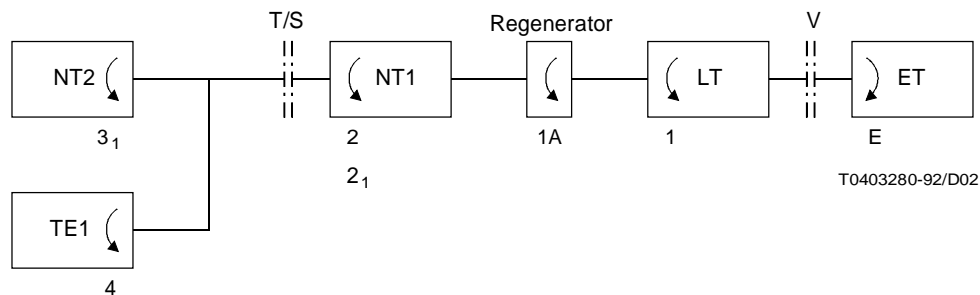 T/S
Regenerator
V
NT2
NT1
LT
ET
3₁
2
1A
1
E
2₁
T0403280-92/D02
TE1
4